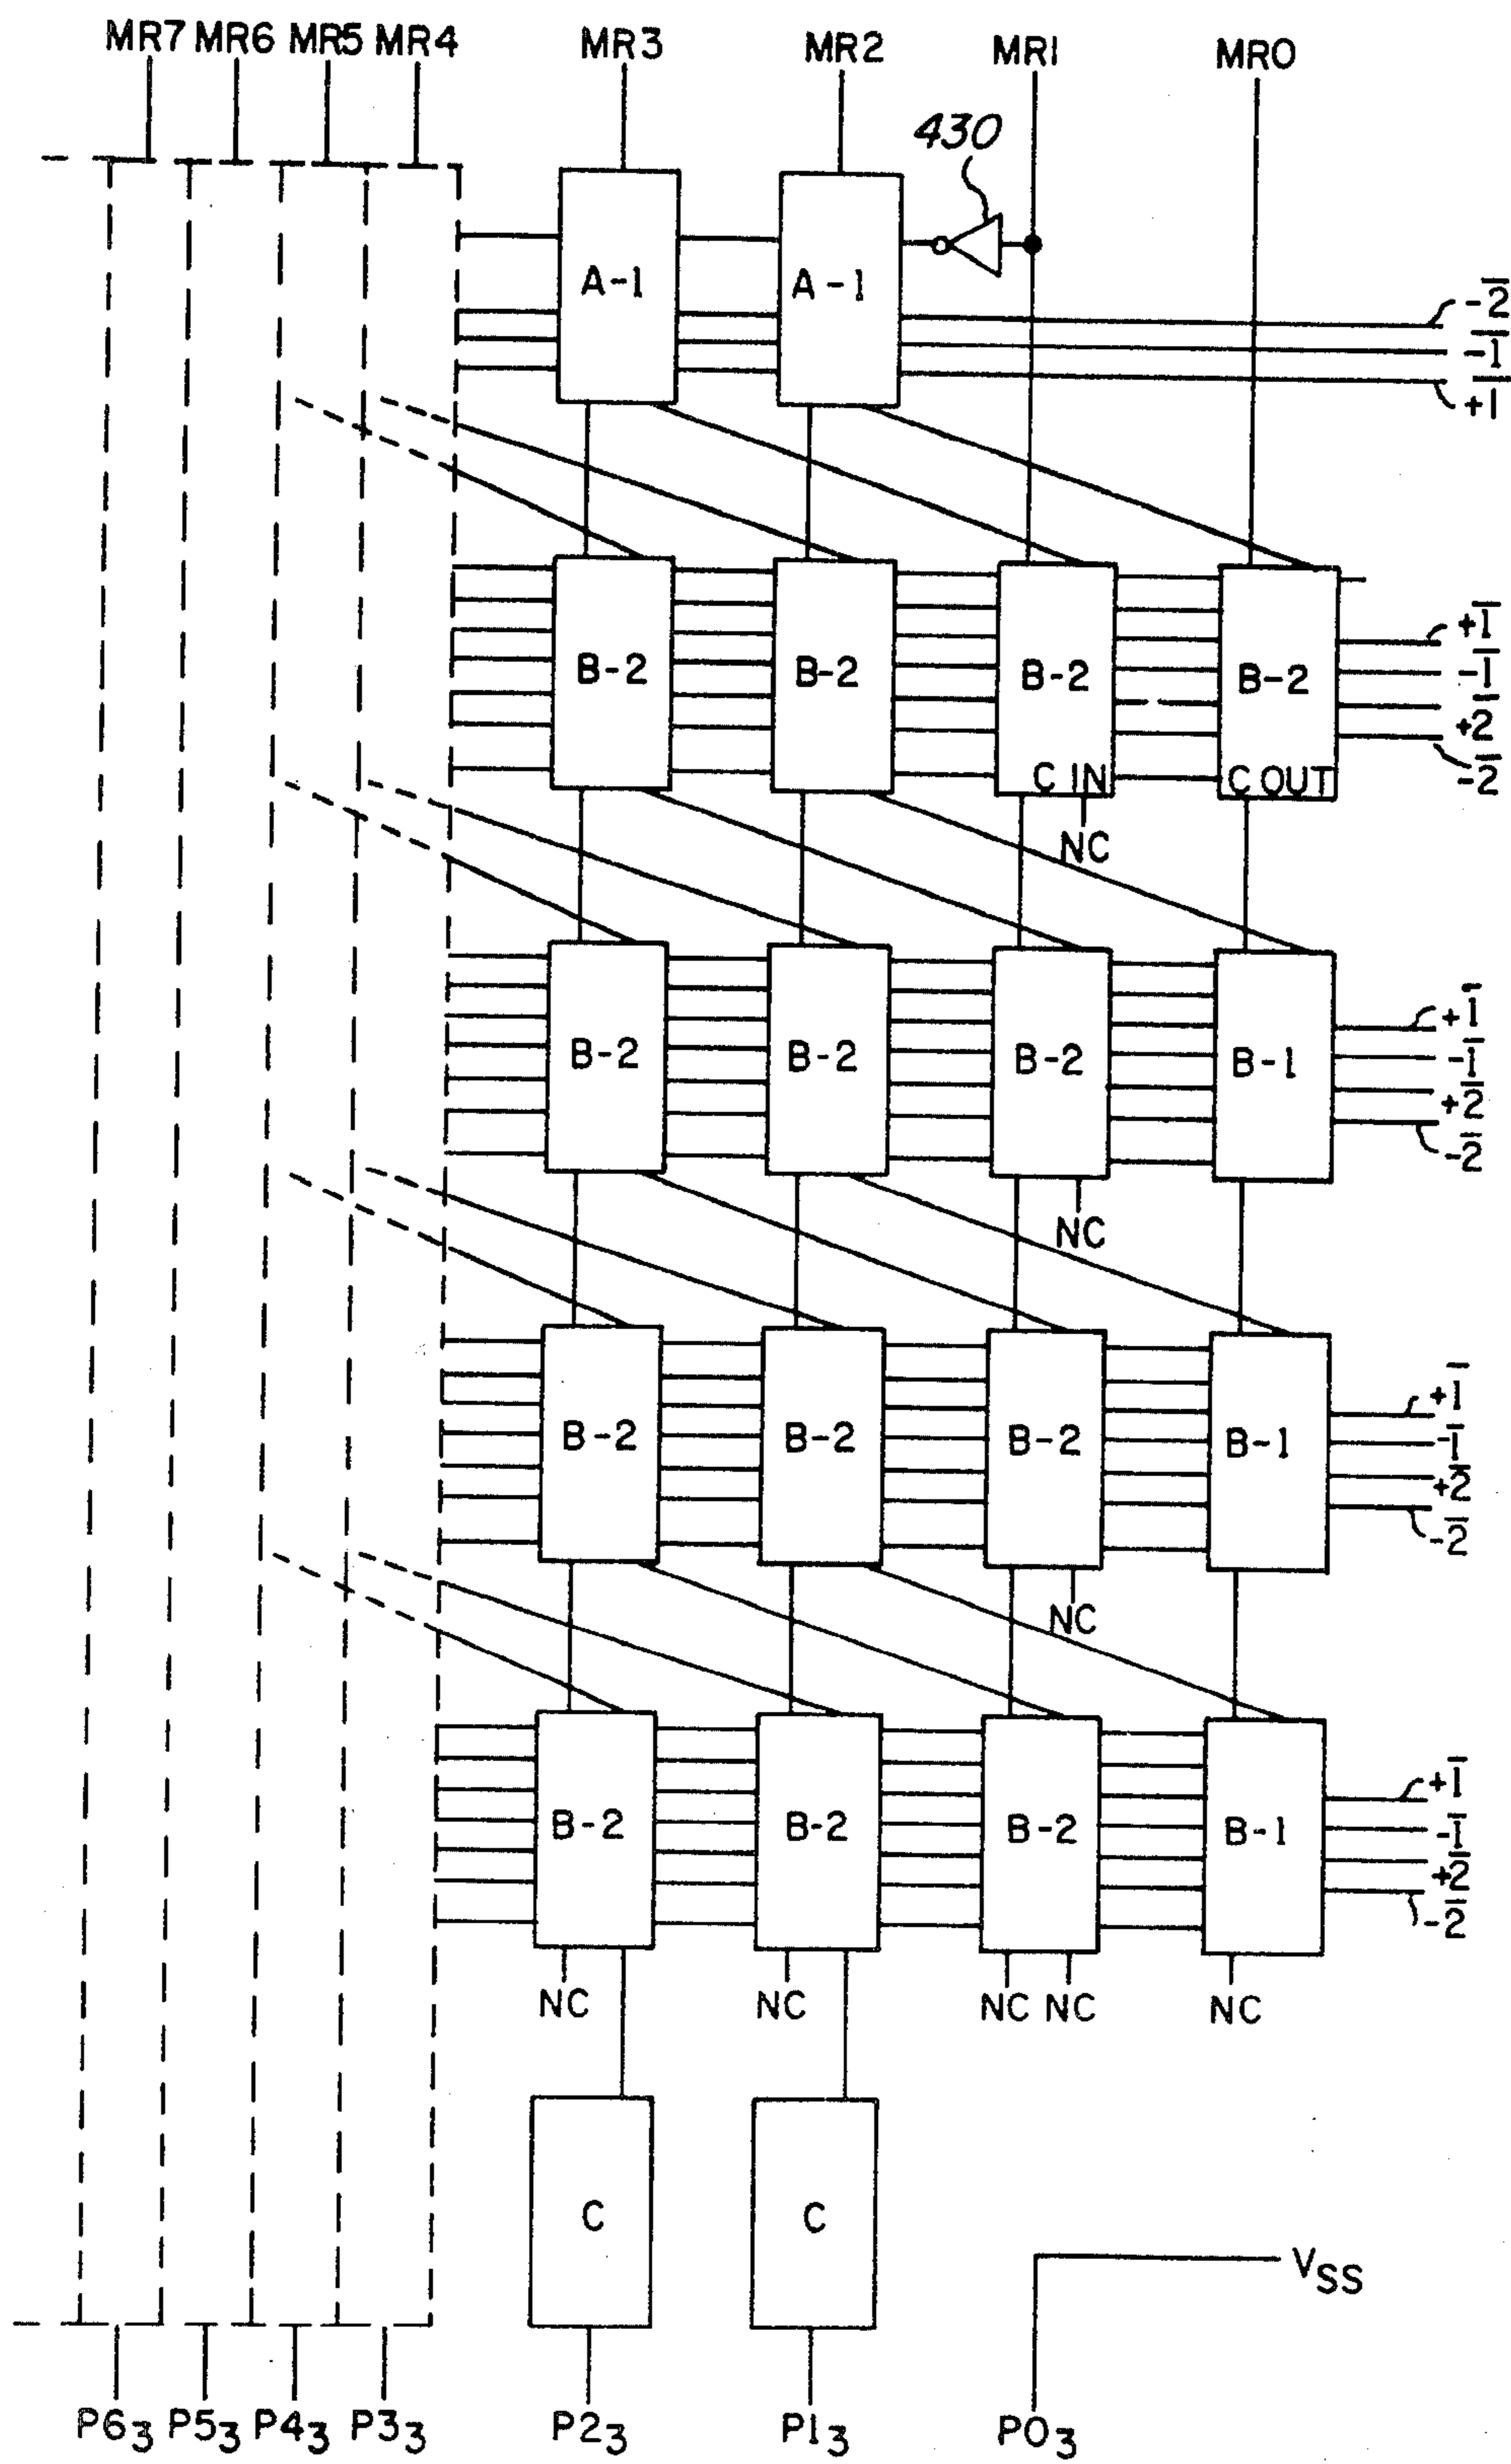 MR7 MR6 MR5 MR4 MR3 MR2 MR1 MR0
430
A-1 A-1
-2̅
-1̅
+1̅
B-2 B-2 B-2 B-2
+1̅
-1̅
+2̅
-2̅
C IN C OUT
NC
B-2 B-2 B-2 B-1
+1̅
-1̅
+2̅
-2̅
NC
B-2 B-2 B-2 B-1
+1̅
-1̅
+2̅
-2̅
NC
B-2 B-2 B-2 B-1
+1̅
-1̅
+2̅
-2̅
NC NC NC NC NC
C C
VSS
P6₃ P5₃ P4₃ P3₃ P2₃ P1₃ P0₃